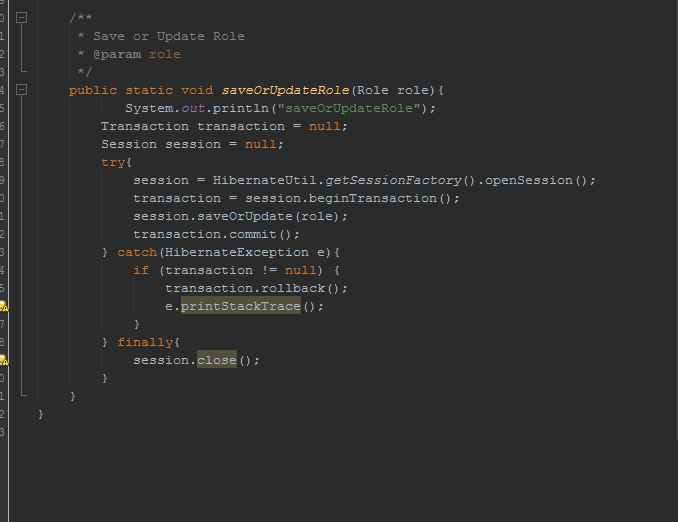 /**
 * Save or Update Role
 * @param role
 */
public static void saveOrUpdateRole(Role role){
System.out.println("saveOrUpdateRole");
Transaction transaction = null;
Session session = null;
try{
session = HibernateUtil.getSessionFactory().openSession();
transaction = session.beginTransaction();
session.saveOrUpdate(role);
transaction.commit();
} catch(HibernateException e){
if (transaction != null) {
transaction.rollback();
e.printStackTrace();
}
} finally{
session.close();
}
}
}